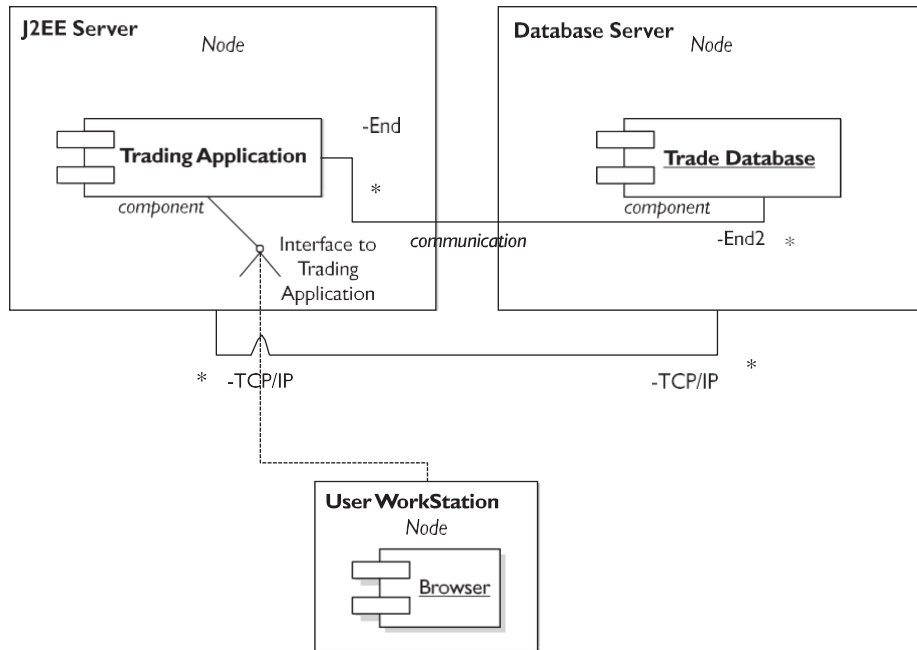 J2EE Server
Node
-End
Trading Application
*
component
Interface to
Trading
Application
communication
Database Server
Node
Trade Database
component
-End2 *
* -TCP/IP
-TCP/IP *
User WorkStation
Node
Browser